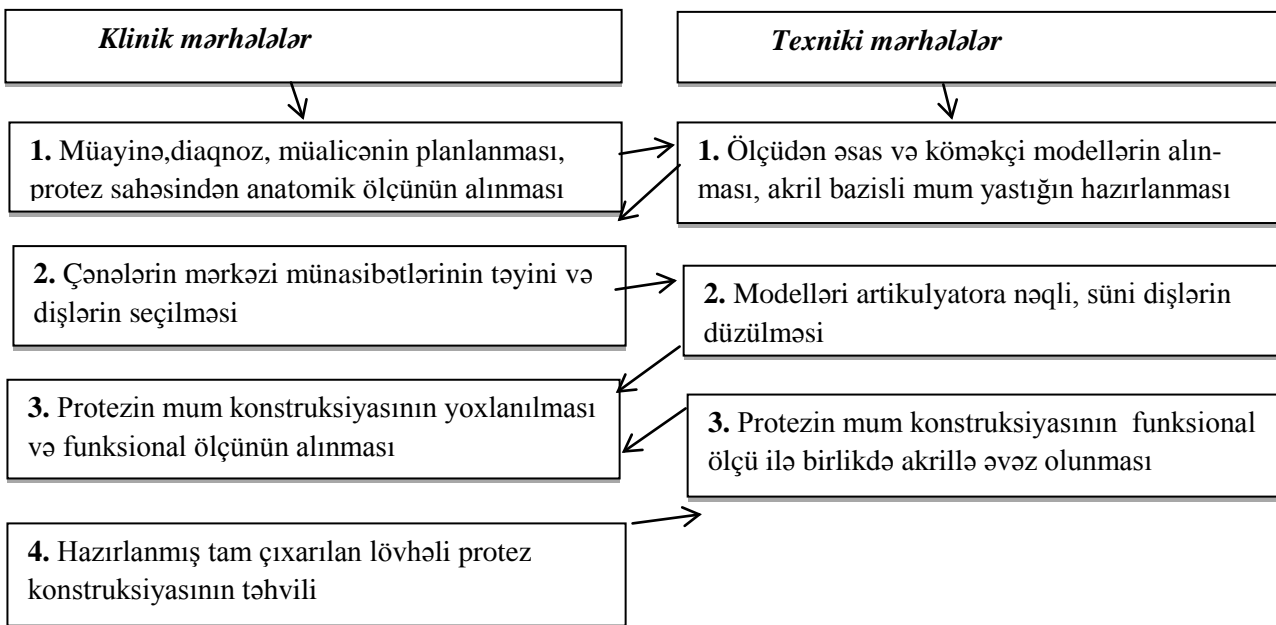 Klinik mərhələlər
Texniki mərhələlər
1. Müayinə,diaqnoz, müalicənin planlanması,
protez sahəsindən anatomik ölçünün alınması
1. Ölçüdən əsas və köməkçi modellərin alın-
ması, akril bazisli mum yastığın hazırlanması
2. Çənələrin mərkəzi münasibətlərinin təyini və
dişlərin seçilməsi
2. Modelləri artikulyatora nəqli, süni dişlərin
düzülməsi
3. Protezin mum konstruksiyasının yoxlanılması
və funksional ölçünün alınması
3. Protezin mum konstruksiyasının funksional
ölçü ilə birlikdə akrillə əvəz olunması
4. Hazırlanmış tam çıxarılan lövhəli protez
konstruksiyasının təhvili